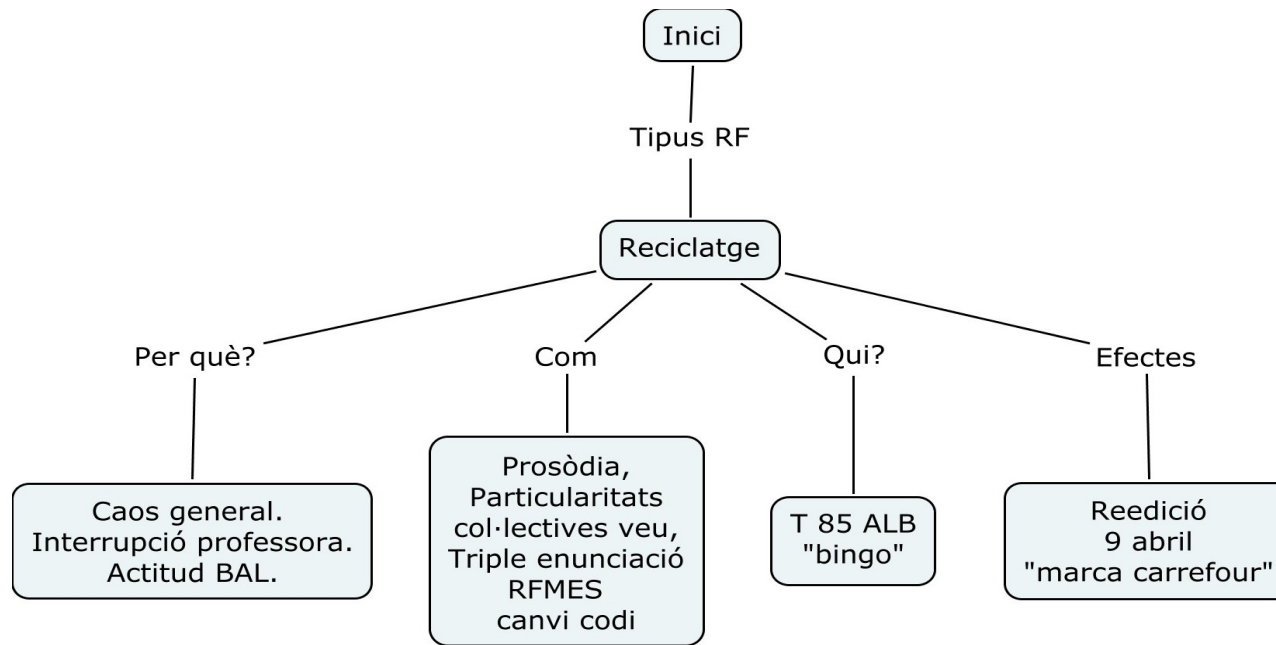 Inici
Tipus RF
Reciclatge
Per què?
Com
Qui?
Efectes
Caos general.
Interrupció professora.
Actitud BAL.
Prosòdia,
Particularitats
col·lectives veu,
Triple enunciació
RFMES
canvi codi
T 85 ALB
"bingo"
Reedició
9 abril
"marca carrefour"